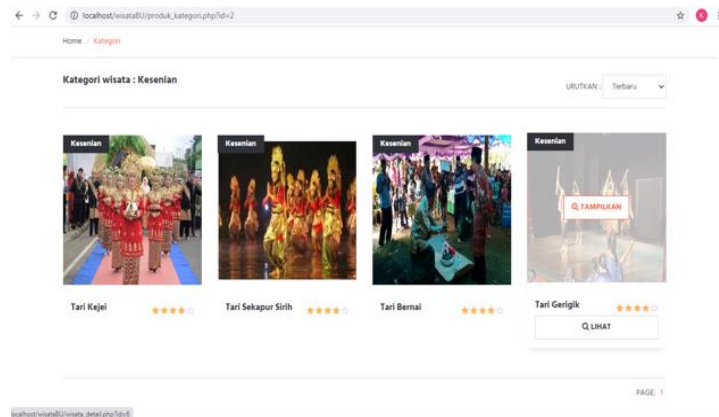 localhost/wisataBU/produk_kategori.php?id=2
K
Home / Kategori
Kategori wisata : Kesenian
URUTKAN : Terbaru
Kesenian
Kesenian
Kesenian
Kesenian
TAMPILKAN
Tari Kejei
Tari Sekapur Sirih
Tari Bernai
Tari Gerigik
LIHAT
PAGE: 1
localhost/wisataBU/wisata_detail.php?id=6